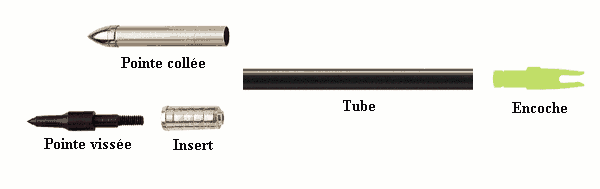 Pointe collée
Tube
Encoche
Pointe vissée
Insert